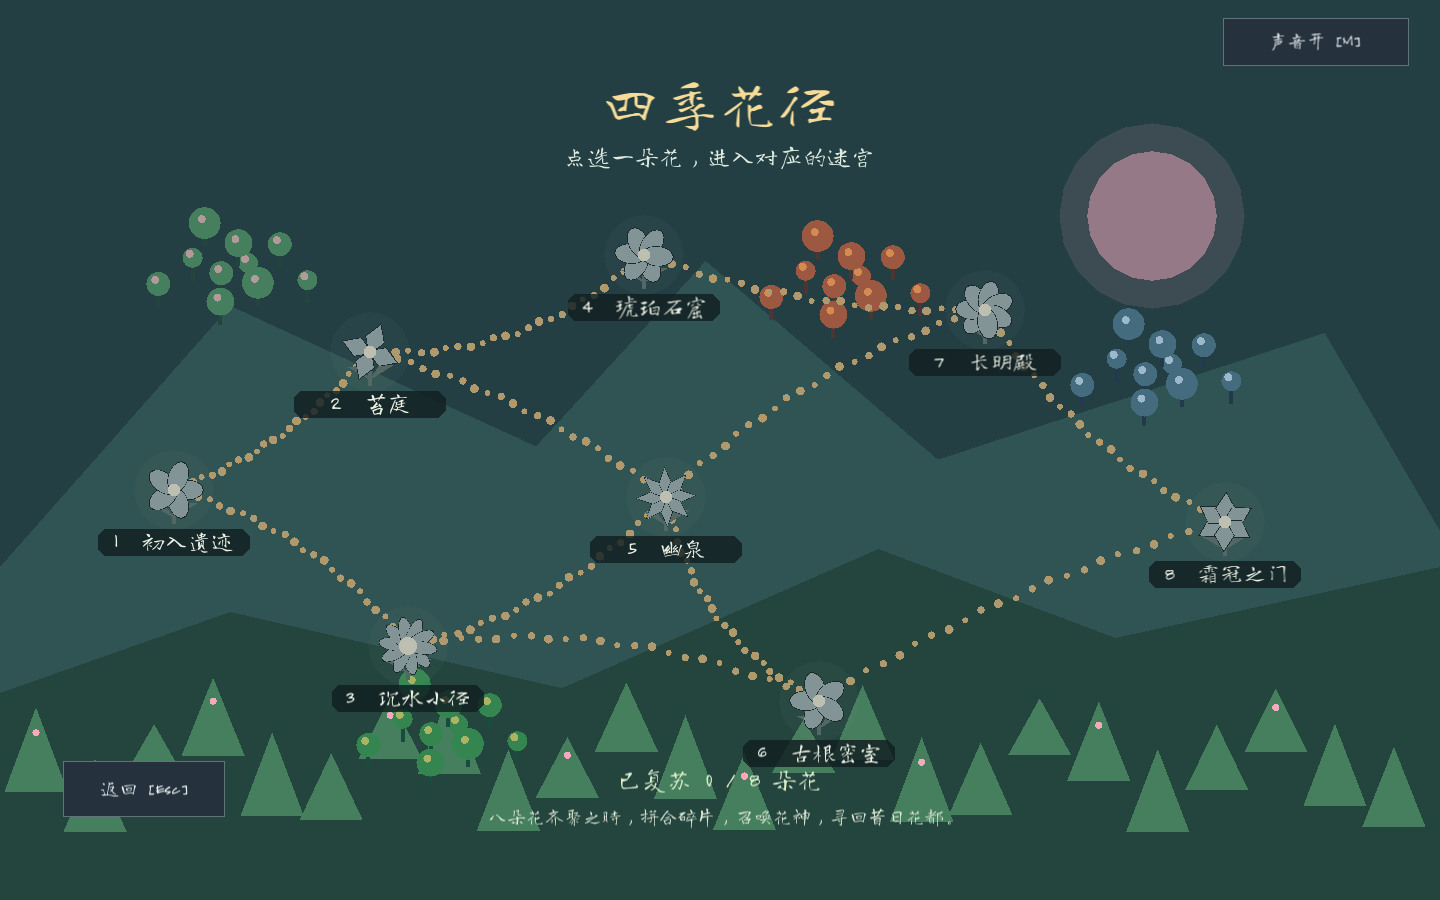 声音开 [M]
四季花径
点选一朵花，进入对应的迷宫
4 琥珀石窟
7 长明殿
2 苔庭
1 初入遗迹
5 幽泉
8 霜冠之门
3 沉水小径
6 古根密室
已复苏 0 / 8 朵花
返回 [ESC]
八朵花齐聚之时，拼合碎片，召唤花神，寻回昔日花都。